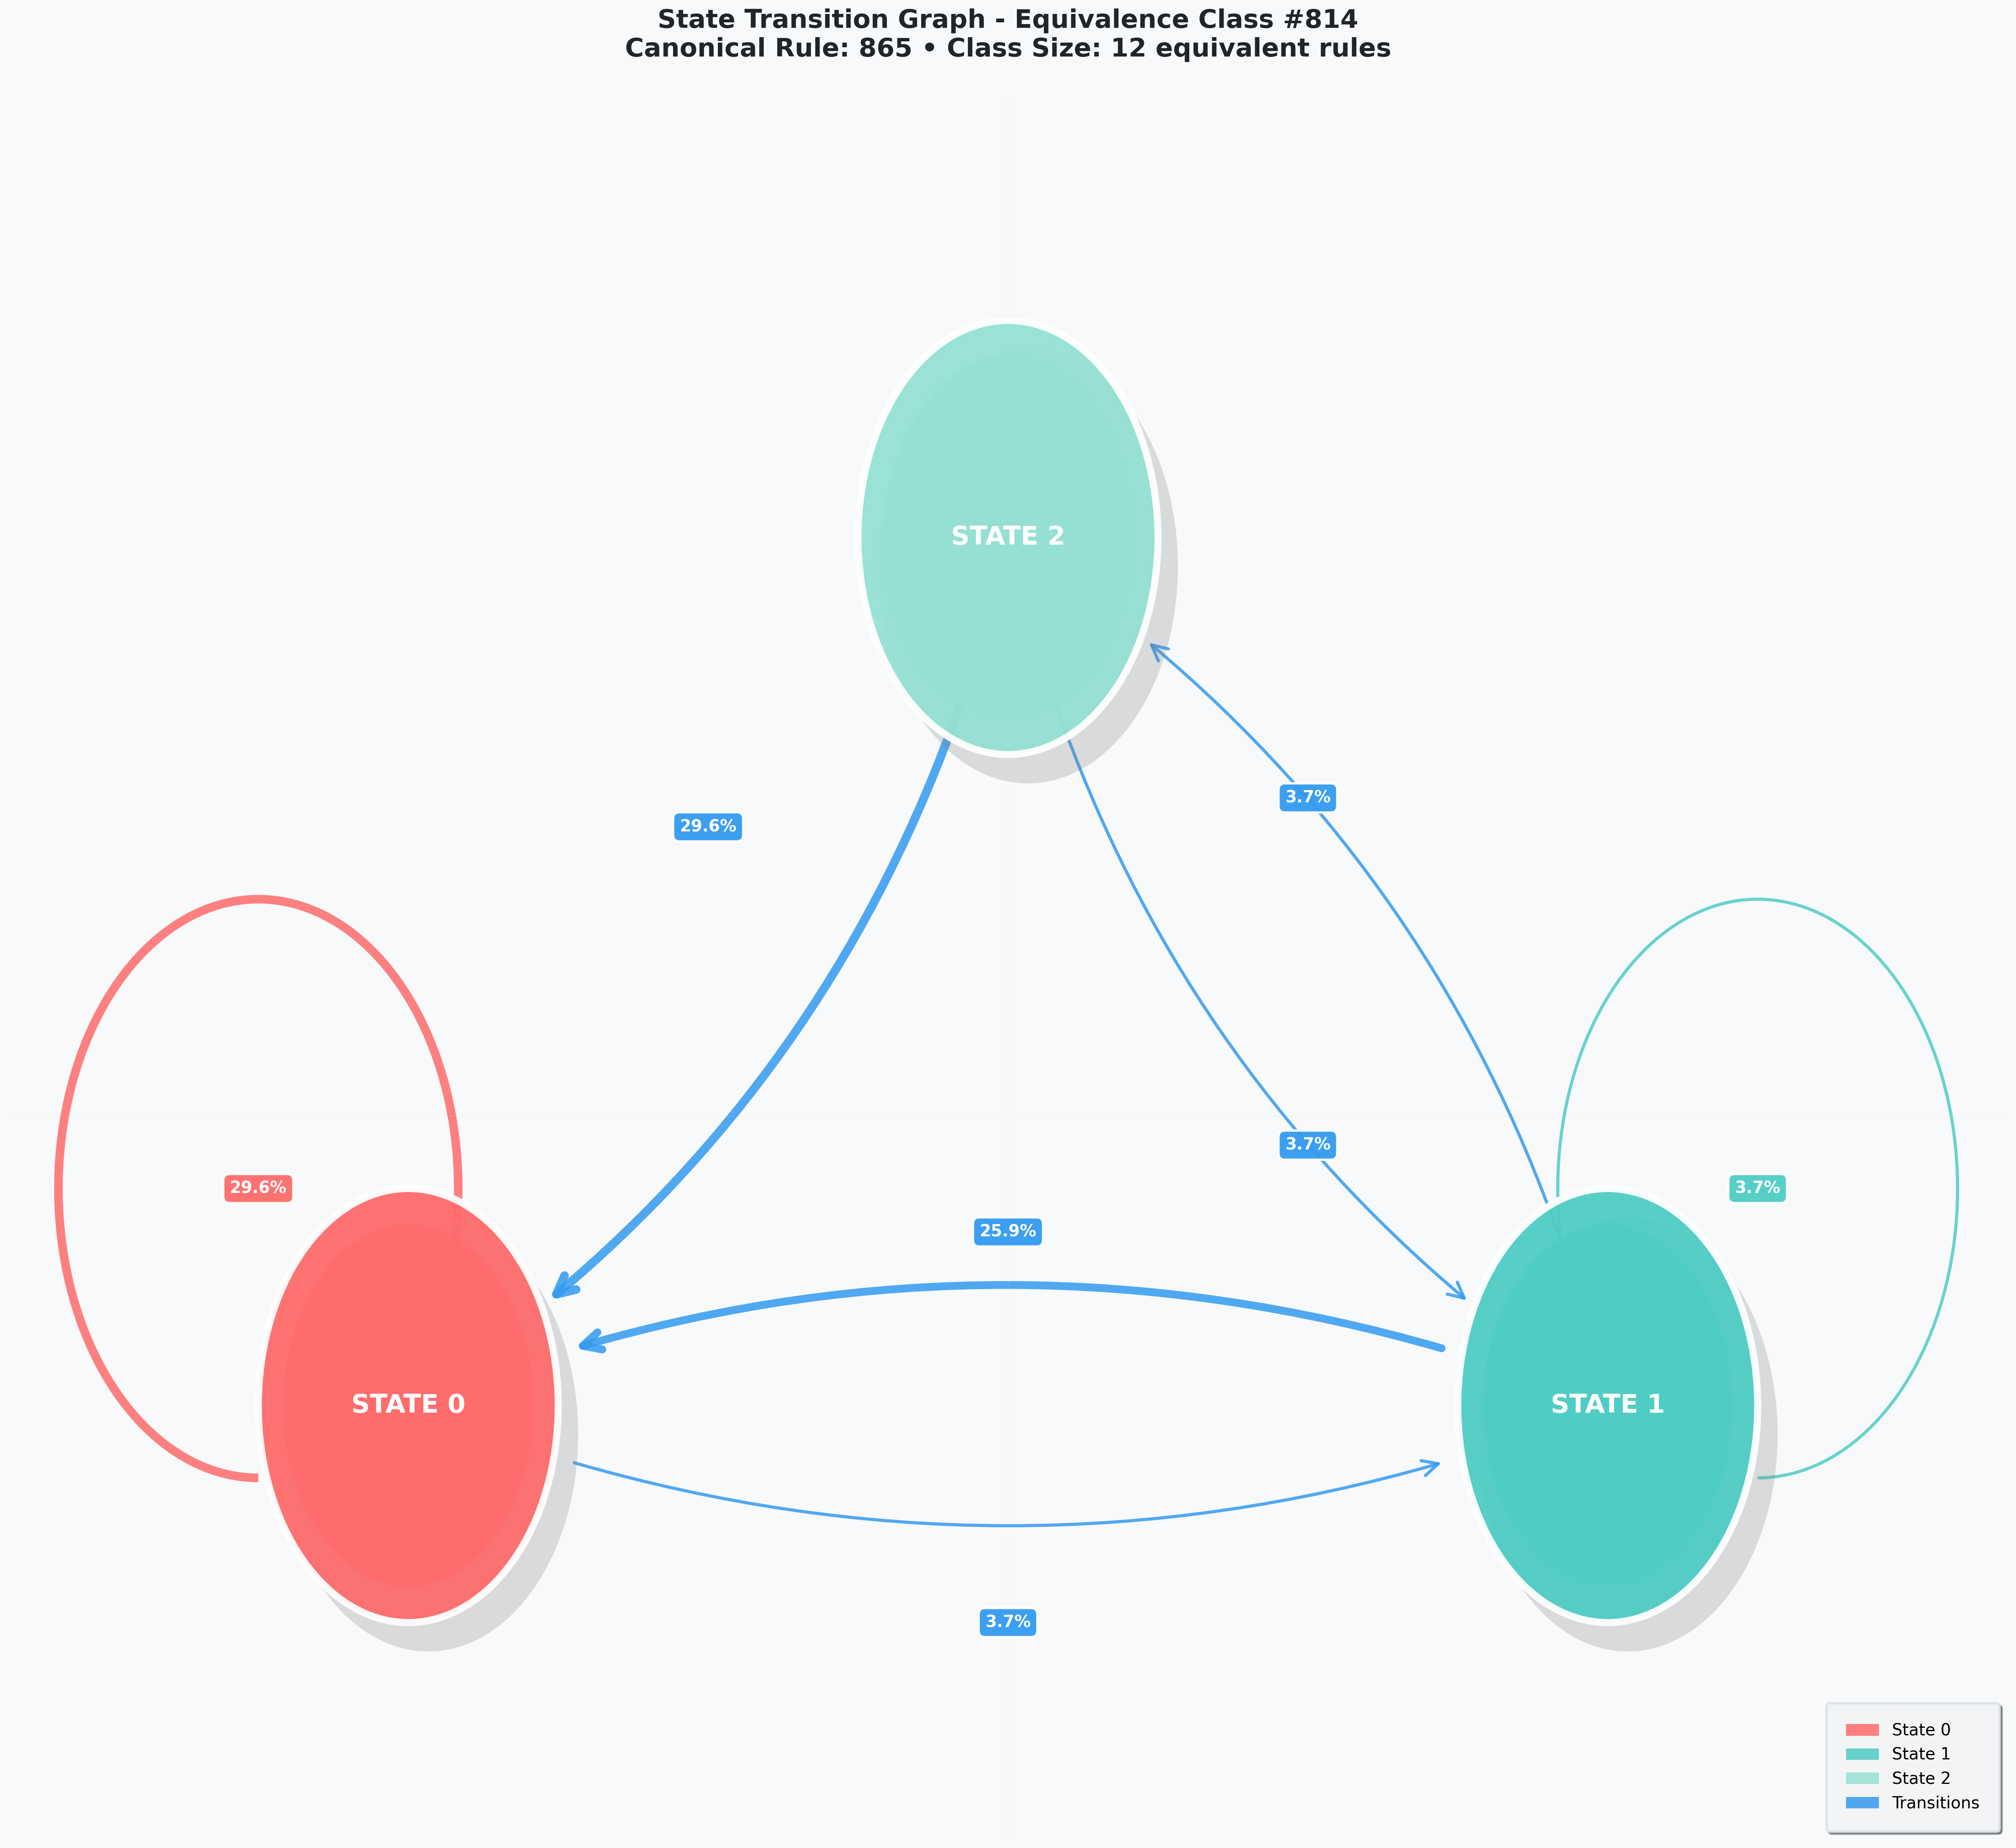 State Transition Graph - Equivalence Class #814
Canonical Rule: 865 • Class Size: 12 equivalent rules
STATE 2
3.7%
29.6%
3.7%
29.6%
3.7%
25.9%
STATE 0
STATE 1
3.7%
State 0
State 1
State 2
Transitions